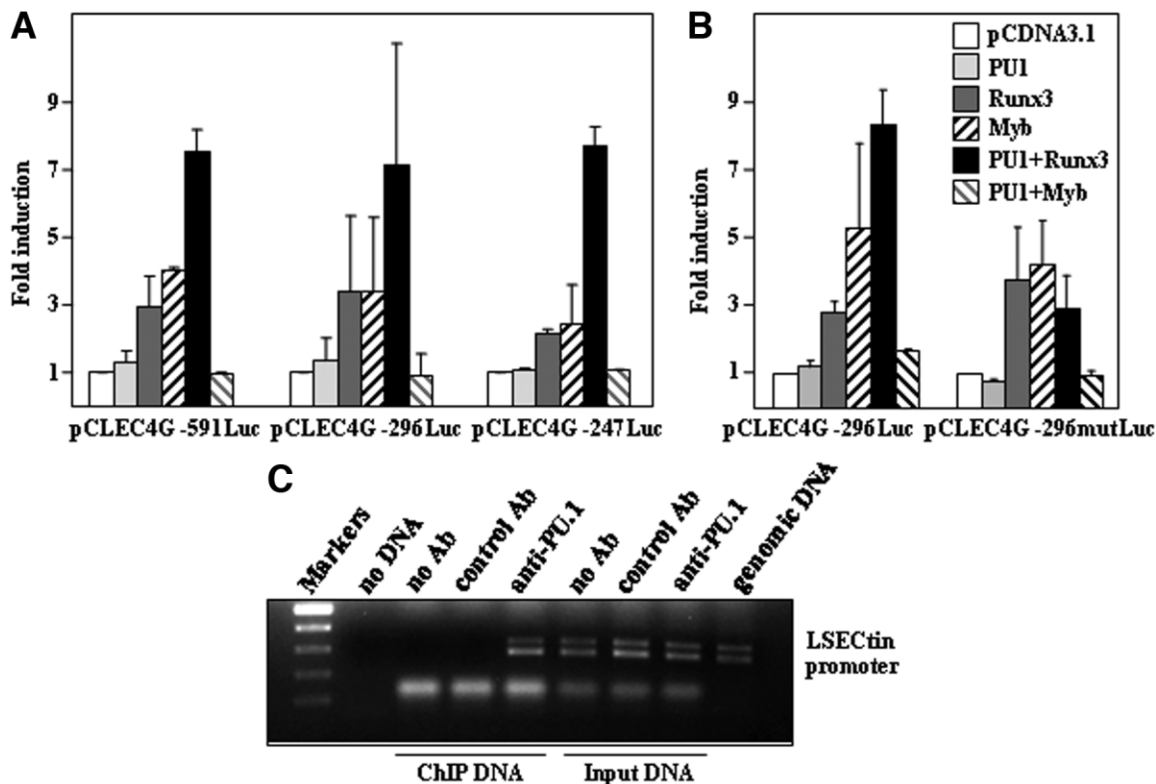 A
Fold induction
9
7
5
3
1
pCLEC4G -591Luc
pCLEC4G -296Luc
pCLEC4G -247Luc
B
Fold induction
9
7
5
3
1
pCDNA3.1
PU1
Runx3
Myb
PU1+Runx3
PU1+Myb
pCLEC4G -296Luc
pCLEC4G -296mutLuc
C
Markers
no DNA
no Ab
control Ab
anti-PU.1
no Ab
control Ab
anti-PU.1
genomic DNA
LSECtin
promoter
ChIP DNA
Input DNA